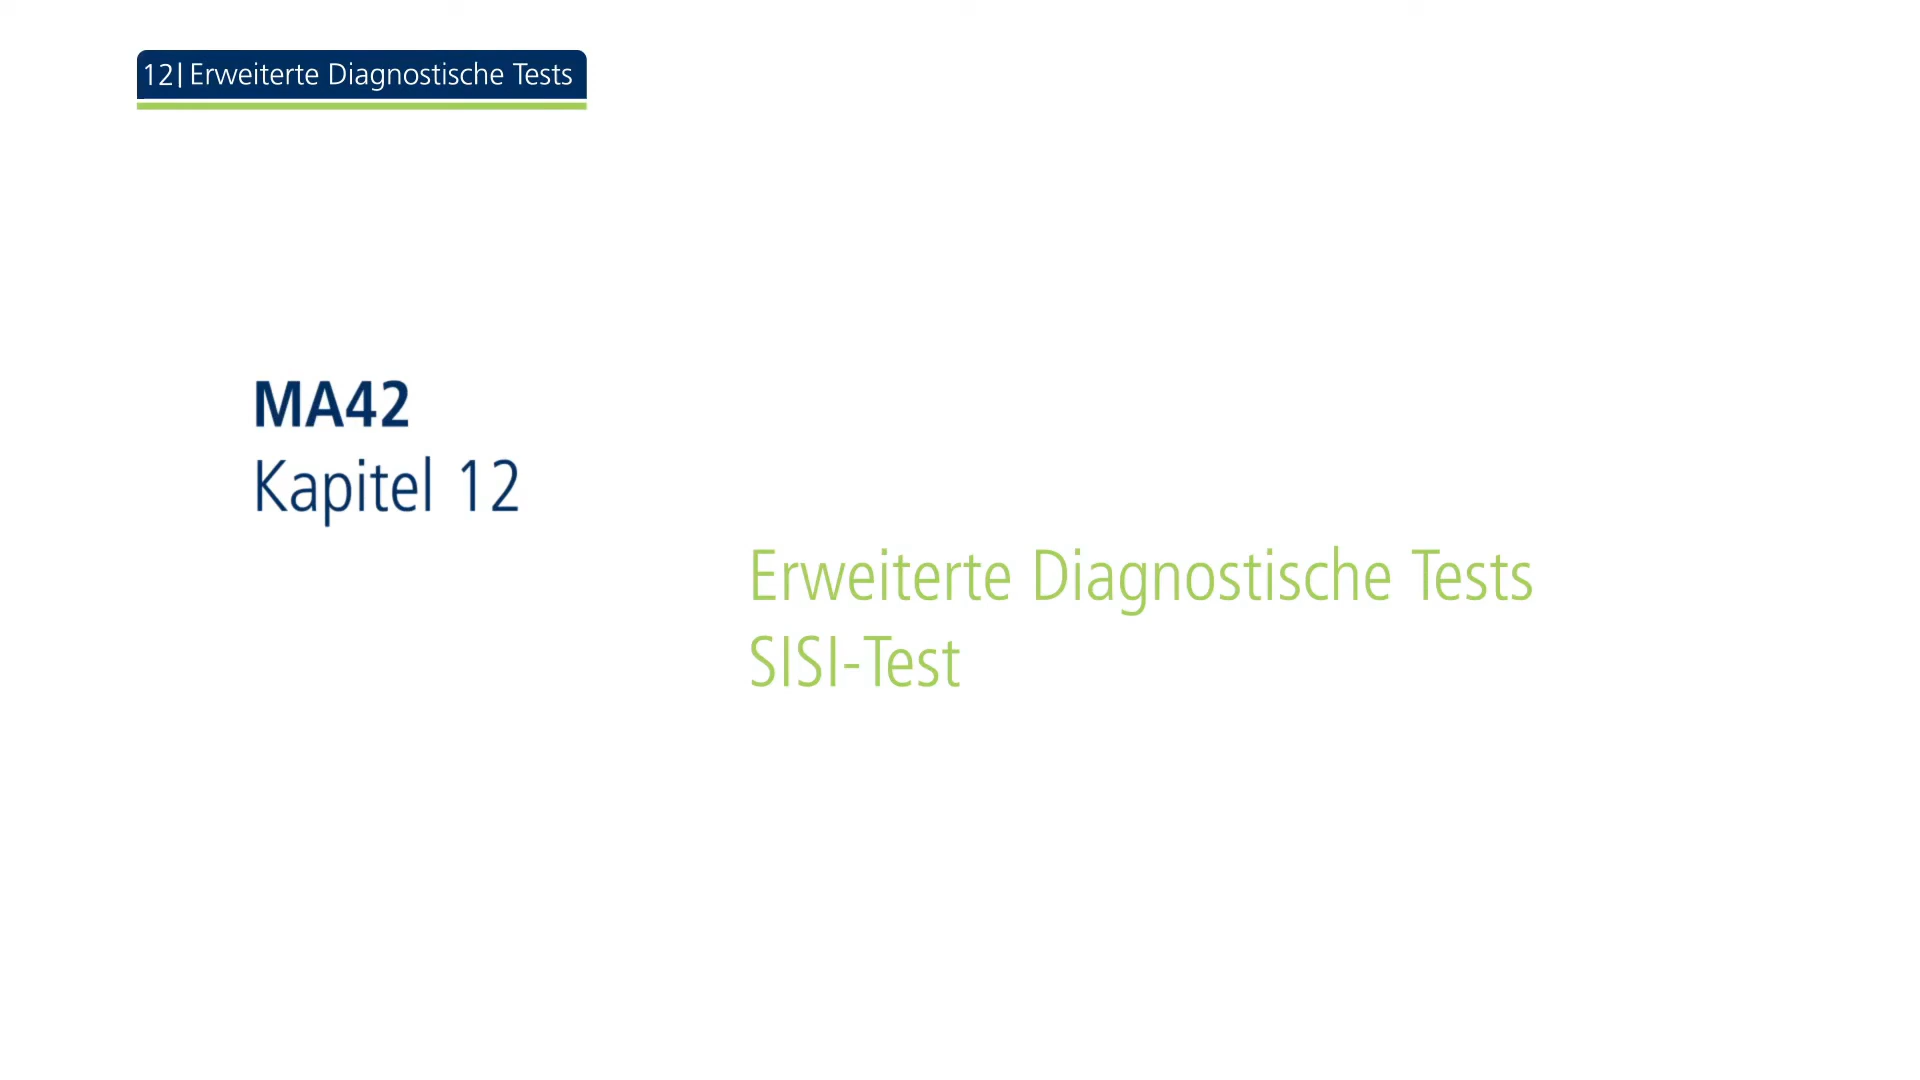 12| Erweiterte Diagnostische Tests
MA42
Kapitel 12
Erweiterte Diagnostische Tests
SISI-Test